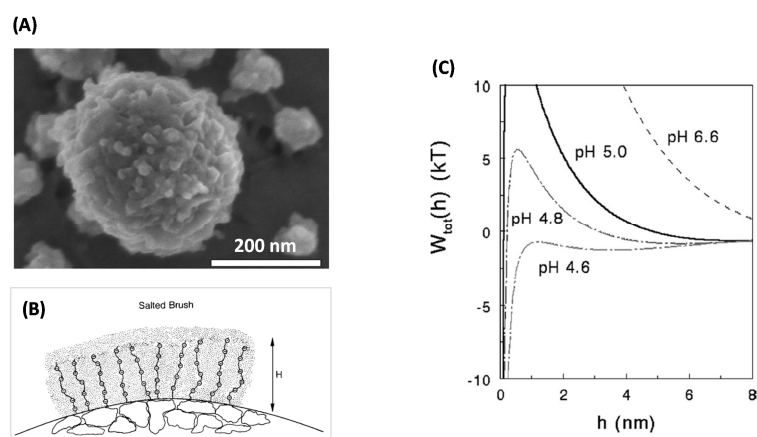 (A)
200 nm
(B)
Salted Brush
H
(C)
W_tot(h) (kT)
10
5
0
-5
-10
pH 6.6
pH 5.0
pH 4.8
pH 4.6
0
2
4
6
8
h (nm)